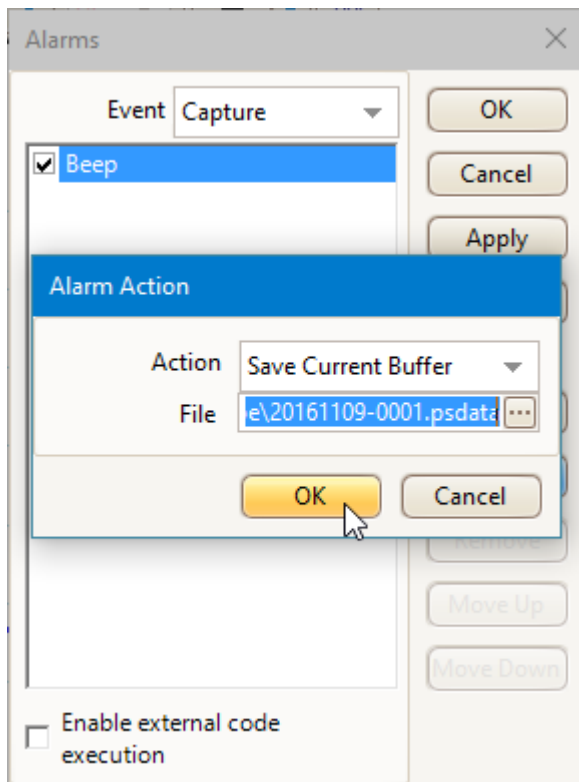 Alarms
Event Capture
OK
Beep
Cancel
Apply
Alarm Action
Action Save Current Buffer
File e\20161109-0001.psdata ...
OK Cancel
Remove
Move Up
Move Down
Enable external code
execution